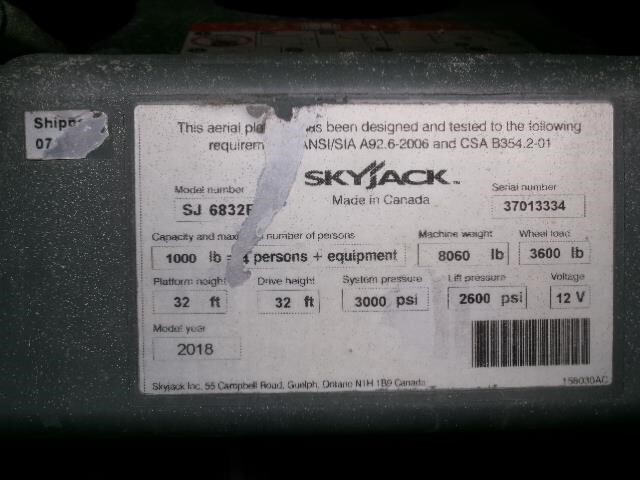 Shipp
07
This aerial pla has been designed and tested to the following
requirem ANSI/SIA A92.6-2006 and CSA B354.2-01
SKYJACK™
Made in Canada
Model number
SJ 6832
Serial number
37013334
Capacity and maxi number of persons
1000 lb = 4 persons + equipment
Machine weight
8060 lb
Wheel load
3600 lb
Platform height
32 ft
Drive height
32 ft
System pressure
3000 psi
Lift pressure
2600 psi
Voltage
12 V
Model year
2018
Skyjack Inc. 55 Campbell Road, Guelph, Ontario N1H 1B9 Canada
158030AC